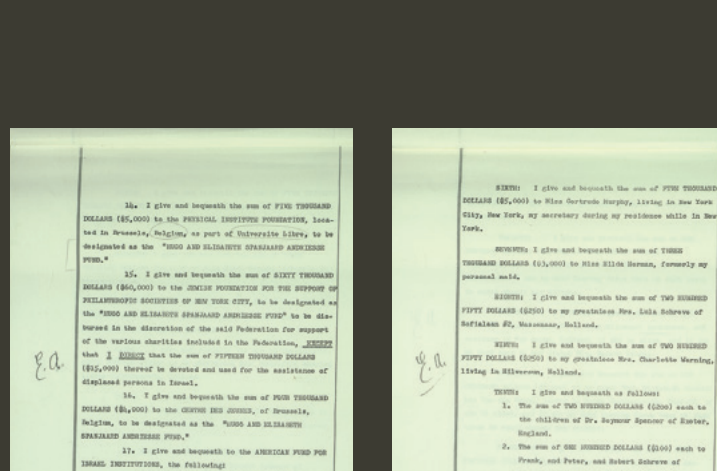 14. I give and bequeath the sum of FIVE THOUSAND
DOLLARS ($5,000) to the PHYSICAL INSTITUTE FOUNDATION, loca-
ted in Brussels, Belgium, as part of Universite Libre, to be
designated as the "HUGO AND ELISABETH SPANJAARD ANDRIESSE
FUND."
15. I give and bequeath the sum of SIXTY THOUSAND
DOLLARS ($60,000) to the JEWISH FOUNDATION FOR THE SUPPORT OF
PHILANTHROPIC SOCIETIES OF NEW YORK CITY, to be designated as
the "HUGO AND ELISABETH SPANJAARD ANDRIESSE FUND" to be dis-
bursed in the discretion of the said Federation for support
of the various charities included in the Federation, EXCEPT
that I DIRECT that the sum of FIFTEEN THOUSAND DOLLARS
($15,000) thereof be devoted and used for the assistance of
displaced persons in Israel.
E.A.
16. I give and bequeath the sum of FOUR THOUSAND
DOLLARS ($4,000) to the CENTRE DES JEUNES, of Brussels,
Belgium, to be designated as the "HUGO AND ELISABETH
SPANJAARD ANDRIESSE FUND."
17. I give and bequeath to the AMERICAN FUND FOR
ISRAEL INSTITUTIONS, the following:
SIXTH: I give and bequeath the sum of FIVE THOUSAND
DOLLARS ($5,000) to Miss Gertrude Murphy, living in New York
City, New York, my secretary during my residence while in New
York.
SEVENTH: I give and bequeath the sum of THREE
THOUSAND DOLLARS ($3,000) to Miss Hilda Herman, formerly my
personal maid.
EIGHTH: I give and bequeath the sum of TWO HUNDRED
FIFTY DOLLARS ($250) to my greatniece Mrs. Lula Schreve of
Sofialaan #2, Wassenaar, Holland.
NINTH: I give and bequeath the sum of TWO HUNDRED
FIFTY DOLLARS ($250) to my greatniece Mrs. Charlotte Warning,
living in Hilversum, Holland.
E.A.
TENTH: I give and bequeath as follows:
1. The sum of TWO HUNDRED DOLLARS ($200) each to
the children of Dr. Seymour Spencer of Exeter,
England.
2. The sum of ONE HUNDRED DOLLARS ($100) each to
Frank, and Peter, and Robert Schreve of